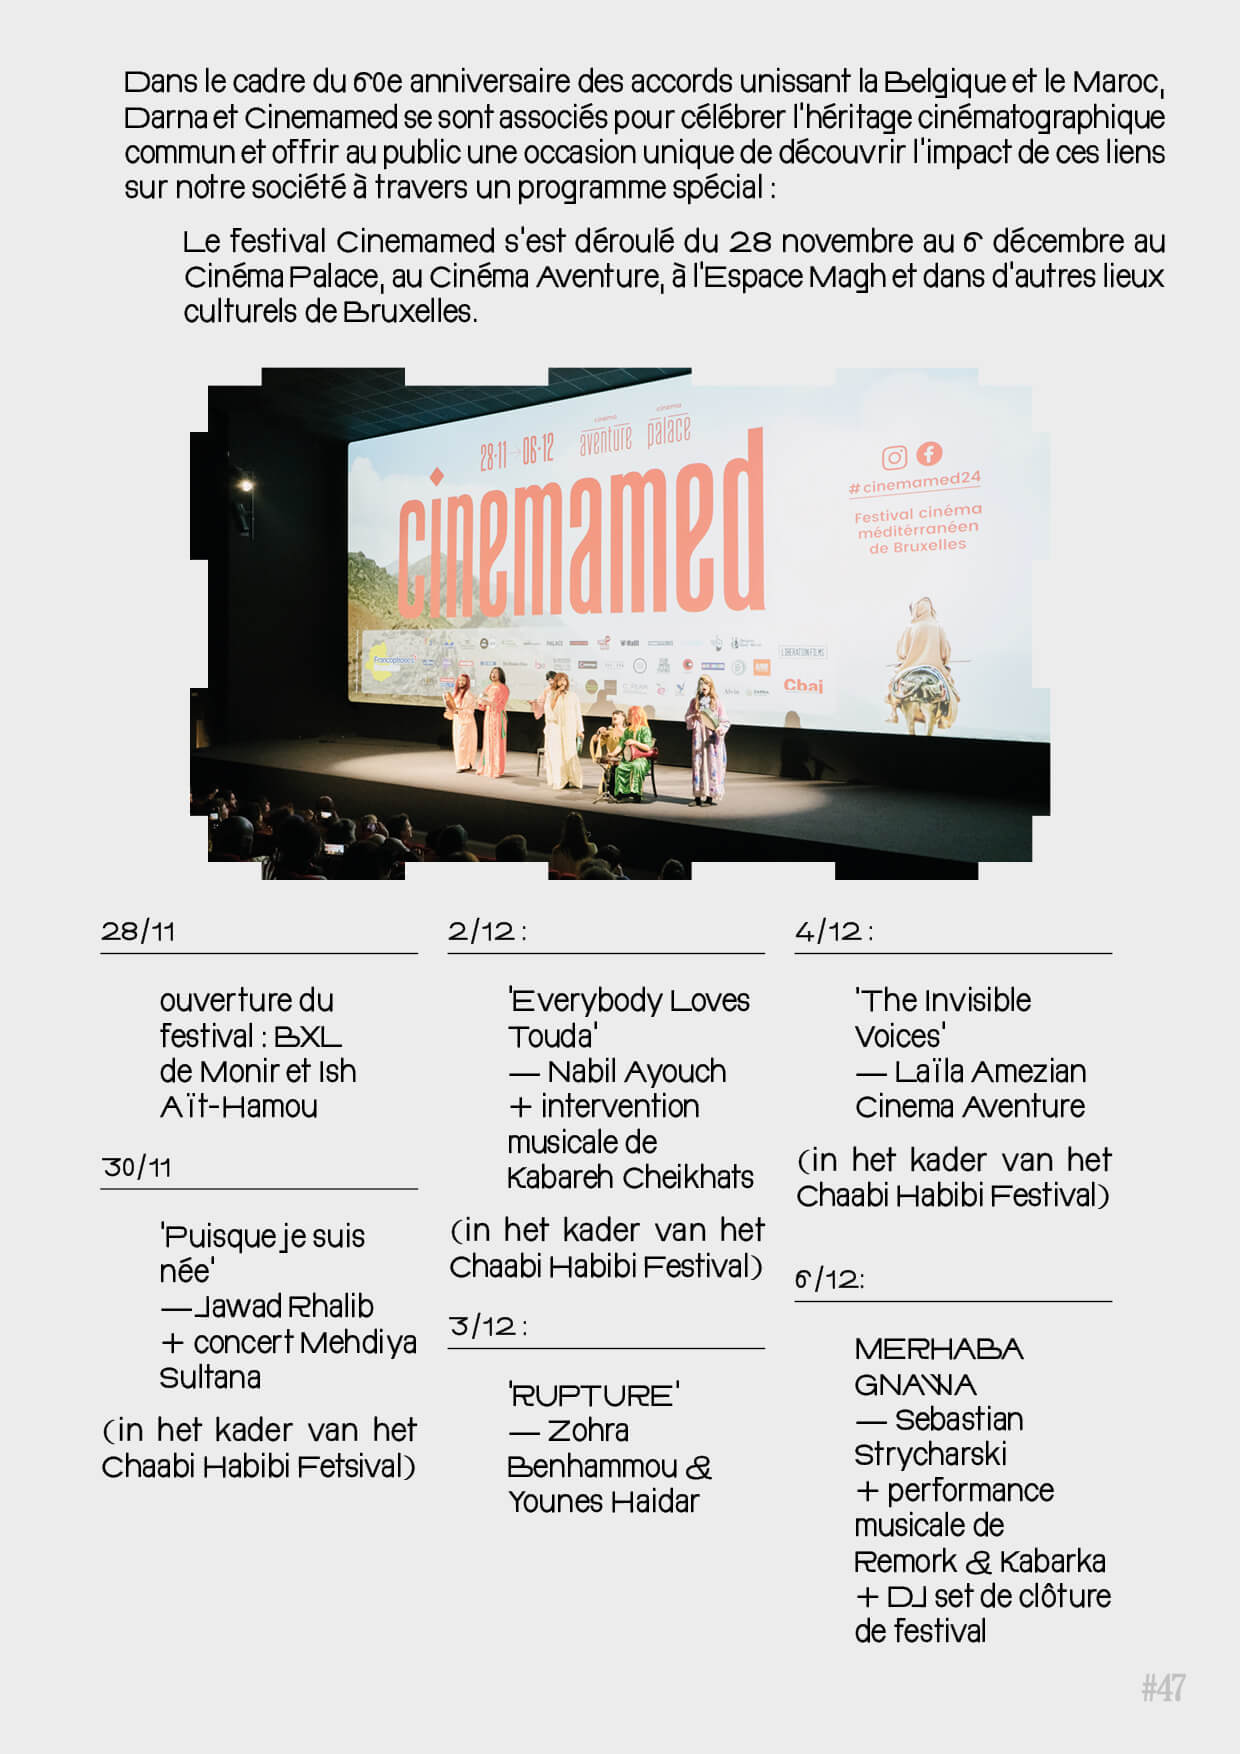 Dans le cadre du 60e anniversaire des accords unissant la Belgique et le Maroc,
Darna et Cinemamed se sont associés pour célébrer l'héritage cinématographique
commun et offrir au public une occasion unique de découvrir l'impact de ces liens
sur notre société à travers un programme spécial :
Le festival Cinemamed s'est déroulé du 28 novembre au 6 décembre au
Cinéma Palace, au Cinéma Aventure, à l'Espace Magh et dans d'autres lieux
culturels de Bruxelles.
28·11 → 06·12
cinéma aventure
cinéma palace
cinemamed
#cinemamed24
Festival cinéma
méditérranéen
de Bruxelles
Francophones
PALACE
LIBERATION FILMS
Cbai
28/11
ouverture du
festival : BXL
de Monir et Ish
Aït-Hamou
30/11
'Puisque je suis
née'
— Jawad Rhalib
+ concert Mehdiya
Sultana
(in het kader van het
Chaabi Habibi Fetsival)
2/12 :
'Everybody Loves
Touda'
— Nabil Ayouch
+ intervention
musicale de
Kabareh Cheikhats
(in het kader van het
Chaabi Habibi Festival)
3/12 :
'RUPTURE'
— Zohra
Benhammou &
Younes Haidar
4/12 :
'The Invisible
Voices'
— Laïla Amezian
Cinema Aventure
(in het kader van het
Chaabi Habibi Festival)
6/12:
MERHABA
GNAWA
— Sebastian
Strycharski
+ performance
musicale de
Remork & Kabarka
+ DJ set de clôture
de festival
#47